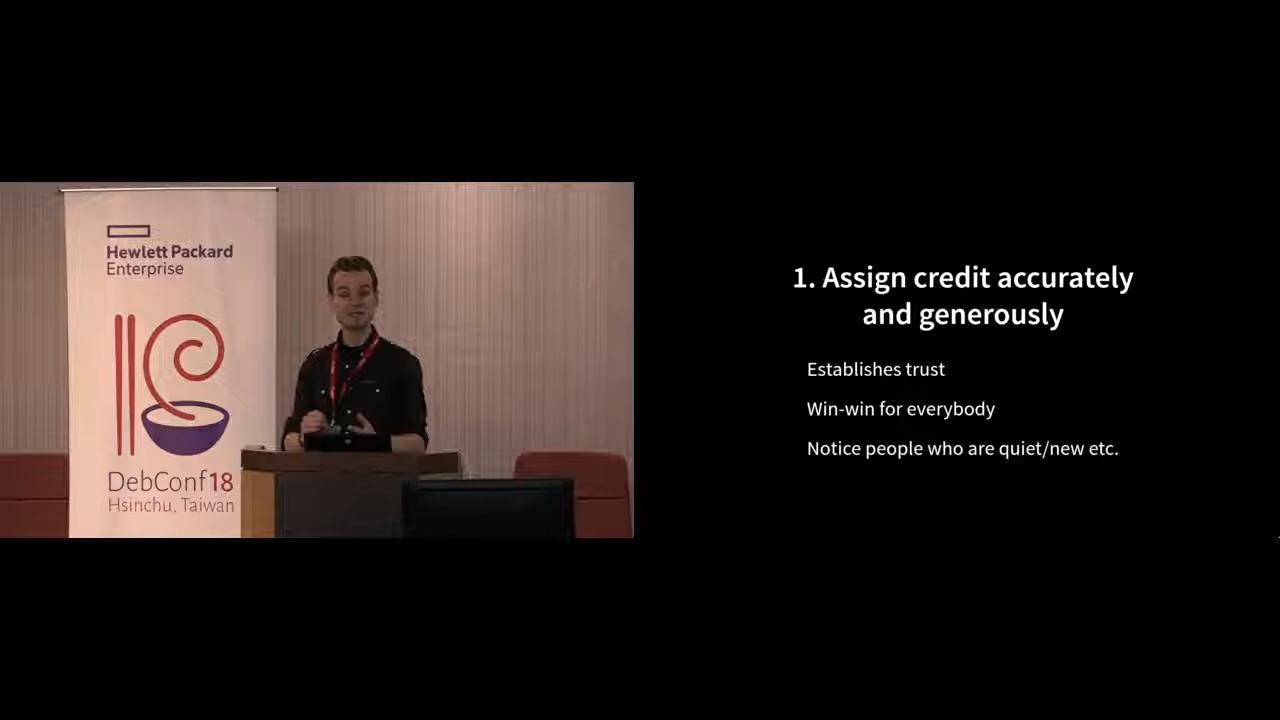 Hewlett Packard
Enterprise
DebConf18
Hsinchu, Taiwan
1. Assign credit accurately
and generously
Establishes trust
Win-win for everybody
Notice people who are quiet/new etc.